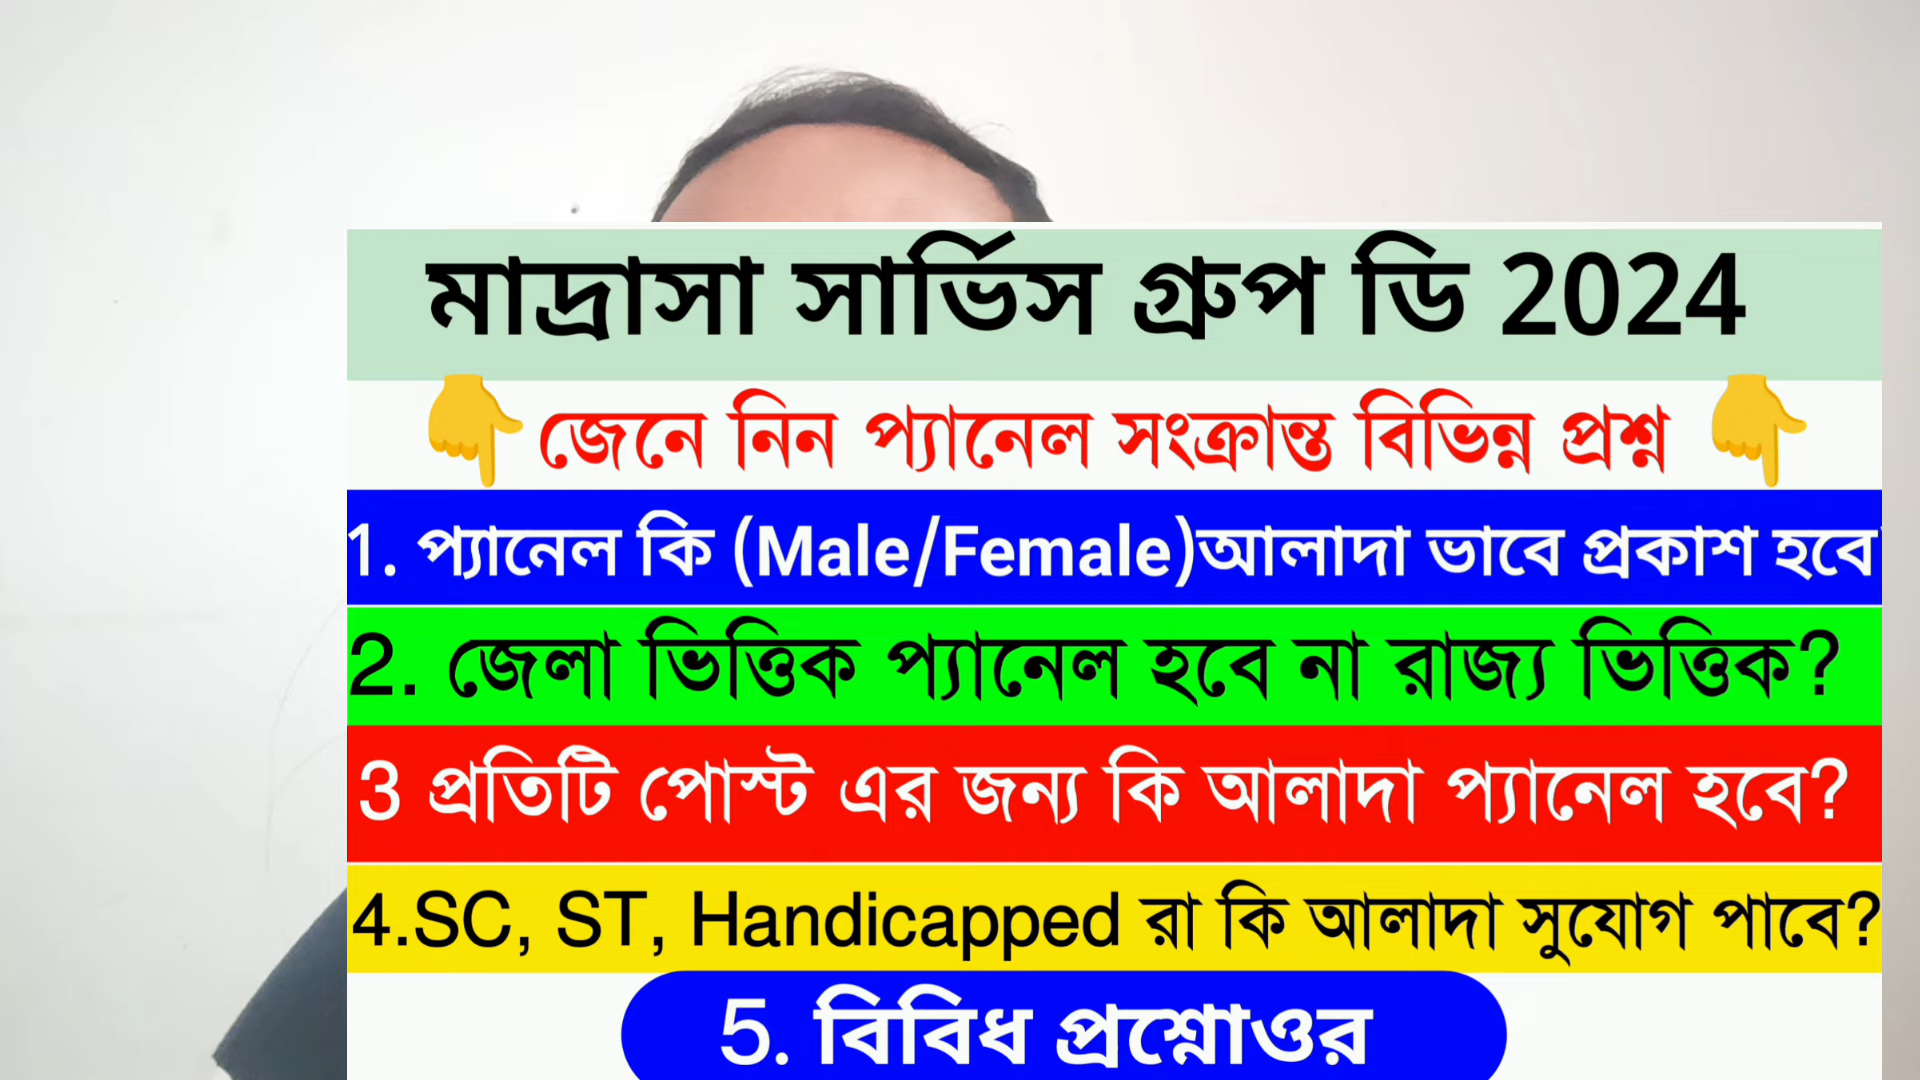 মাদ্রাসা সার্ভিস গ্রুপ ডি 2024
👇জেনে নিন প্যানেল সংক্রান্ত বিভিন্ন প্রশ্ন 👇
1. প্যানেল কি (Male/Female)আলাদা ভাবে প্রকাশ হবে
2. জেলা ভিত্তিক প্যানেল হবে না রাজ্য ভিত্তিক?
3 প্রতিটি পোস্ট এর জন্য কি আলাদা প্যানেল হবে?
4.SC, ST, Handicapped রা কি আলাদা সুযোগ পাবে?
5. বিবিধ প্রশ্নোওর